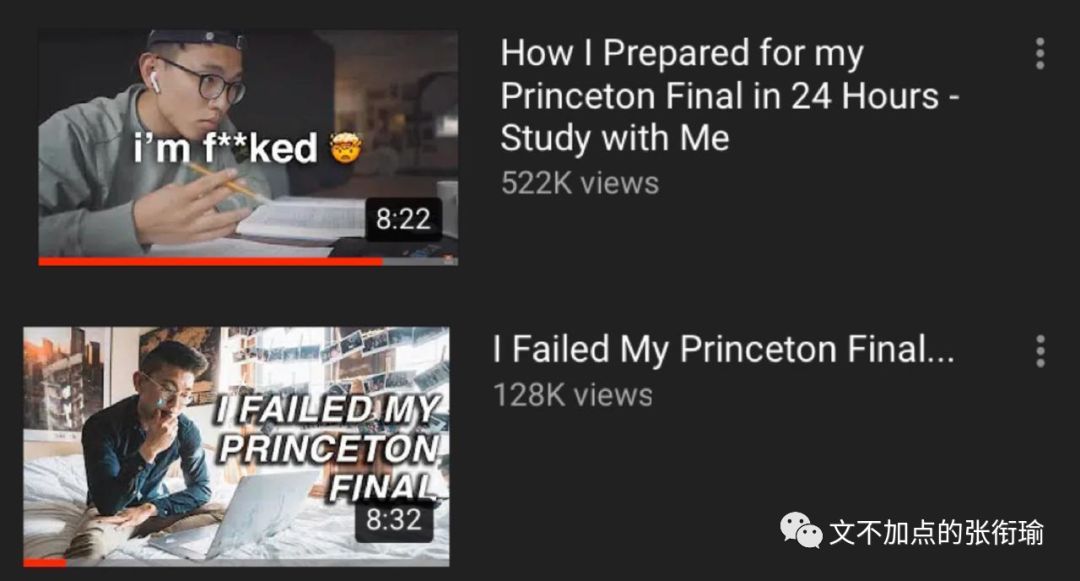 How I Prepared for my
Princeton Final in 24 Hours -
Study with Me
522K views
i'm f**ked 🤯
8:22
I Failed My Princeton Final...
128K views
I FAILED MY
PRINCETON
FINAL
8:32
文不加点的张衔瑜